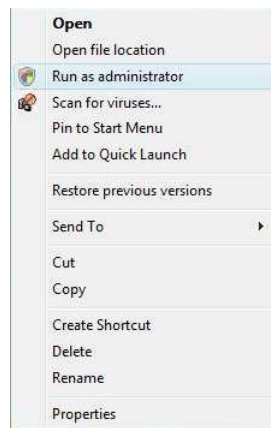 Open
Open file location
Run as administrator
Scan for viruses...
Pin to Start Menu
Add to Quick Launch
Restore previous versions
Send To
Cut
Copy
Create Shortcut
Delete
Rename
Properties